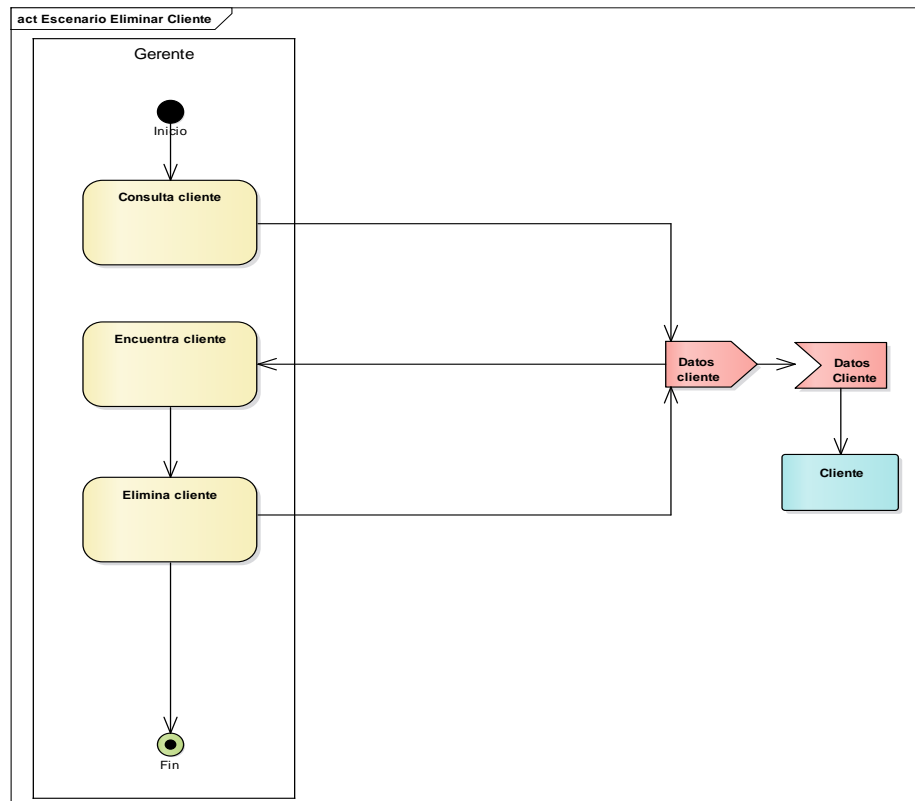 act Escenario Eliminar Cliente
Gerente
Inicio
Consulta cliente
Encuentra cliente
Datos
cliente
Datos
Cliente
Elimina cliente
Cliente
Fin